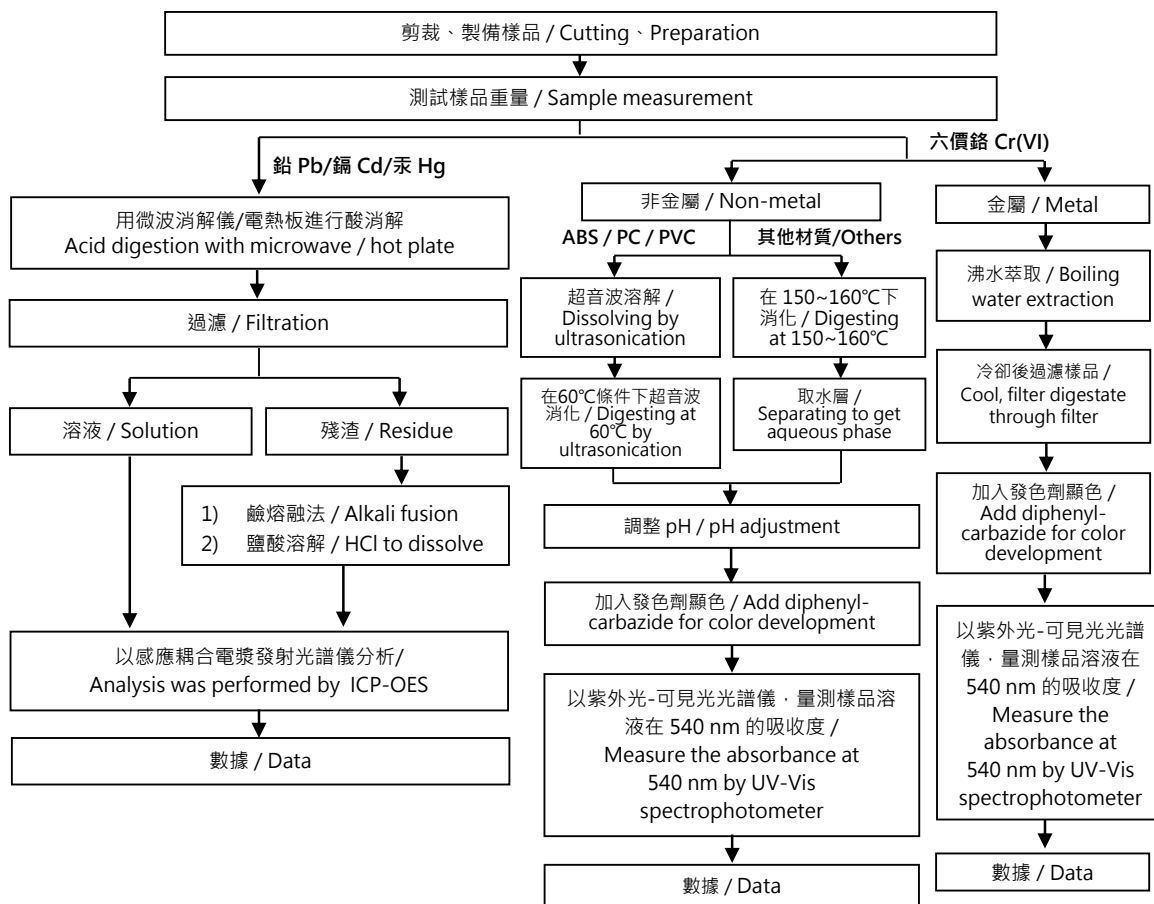 剪裁、製備樣品 / Cutting、Preparation
測試樣品重量 / Sample measurement
鉛 Pb/鎘 Cd/汞 Hg
用微波消解儀/電熱板進行酸消解
Acid digestion with microwave / hot plate
過濾 / Filtration
溶液 / Solution
殘渣 / Residue
1) 鹼熔融法 / Alkali fusion
2) 鹽酸溶解 / HCl to dissolve
以感應耦合電漿發射光譜儀分析/
Analysis was performed by ICP-OES
數據 / Data
六價鉻 Cr(VI)
非金屬 / Non-metal
ABS / PC / PVC
超音波溶解 /
Dissolving by
ultrasonication
在60℃條件下超音波
消化 / Digesting at
60℃ by
ultrasonication
其他材質/Others
在 150~160℃下
消化 / Digesting
at 150~160℃
取水層 /
Separating to get
aqueous phase
調整 pH / pH adjustment
加入發色劑顯色 / Add diphenyl-
carbazide for color development
以紫外光-可見光光譜儀，量測樣品溶
液在 540 nm 的吸收度 /
Measure the absorbance at
540 nm by UV-Vis
spectrophotometer
數據 / Data
金屬 / Metal
沸水萃取 / Boiling
water extraction
冷卻後過濾樣品 /
Cool, filter digestate
through filter
加入發色劑顯色 /
Add diphenyl-
carbazide for color
development
以紫外光-可見光光譜
儀，量測樣品溶液在
540 nm 的吸收度 /
Measure the
absorbance at
540 nm by UV-Vis
spectrophotometer
數據 / Data